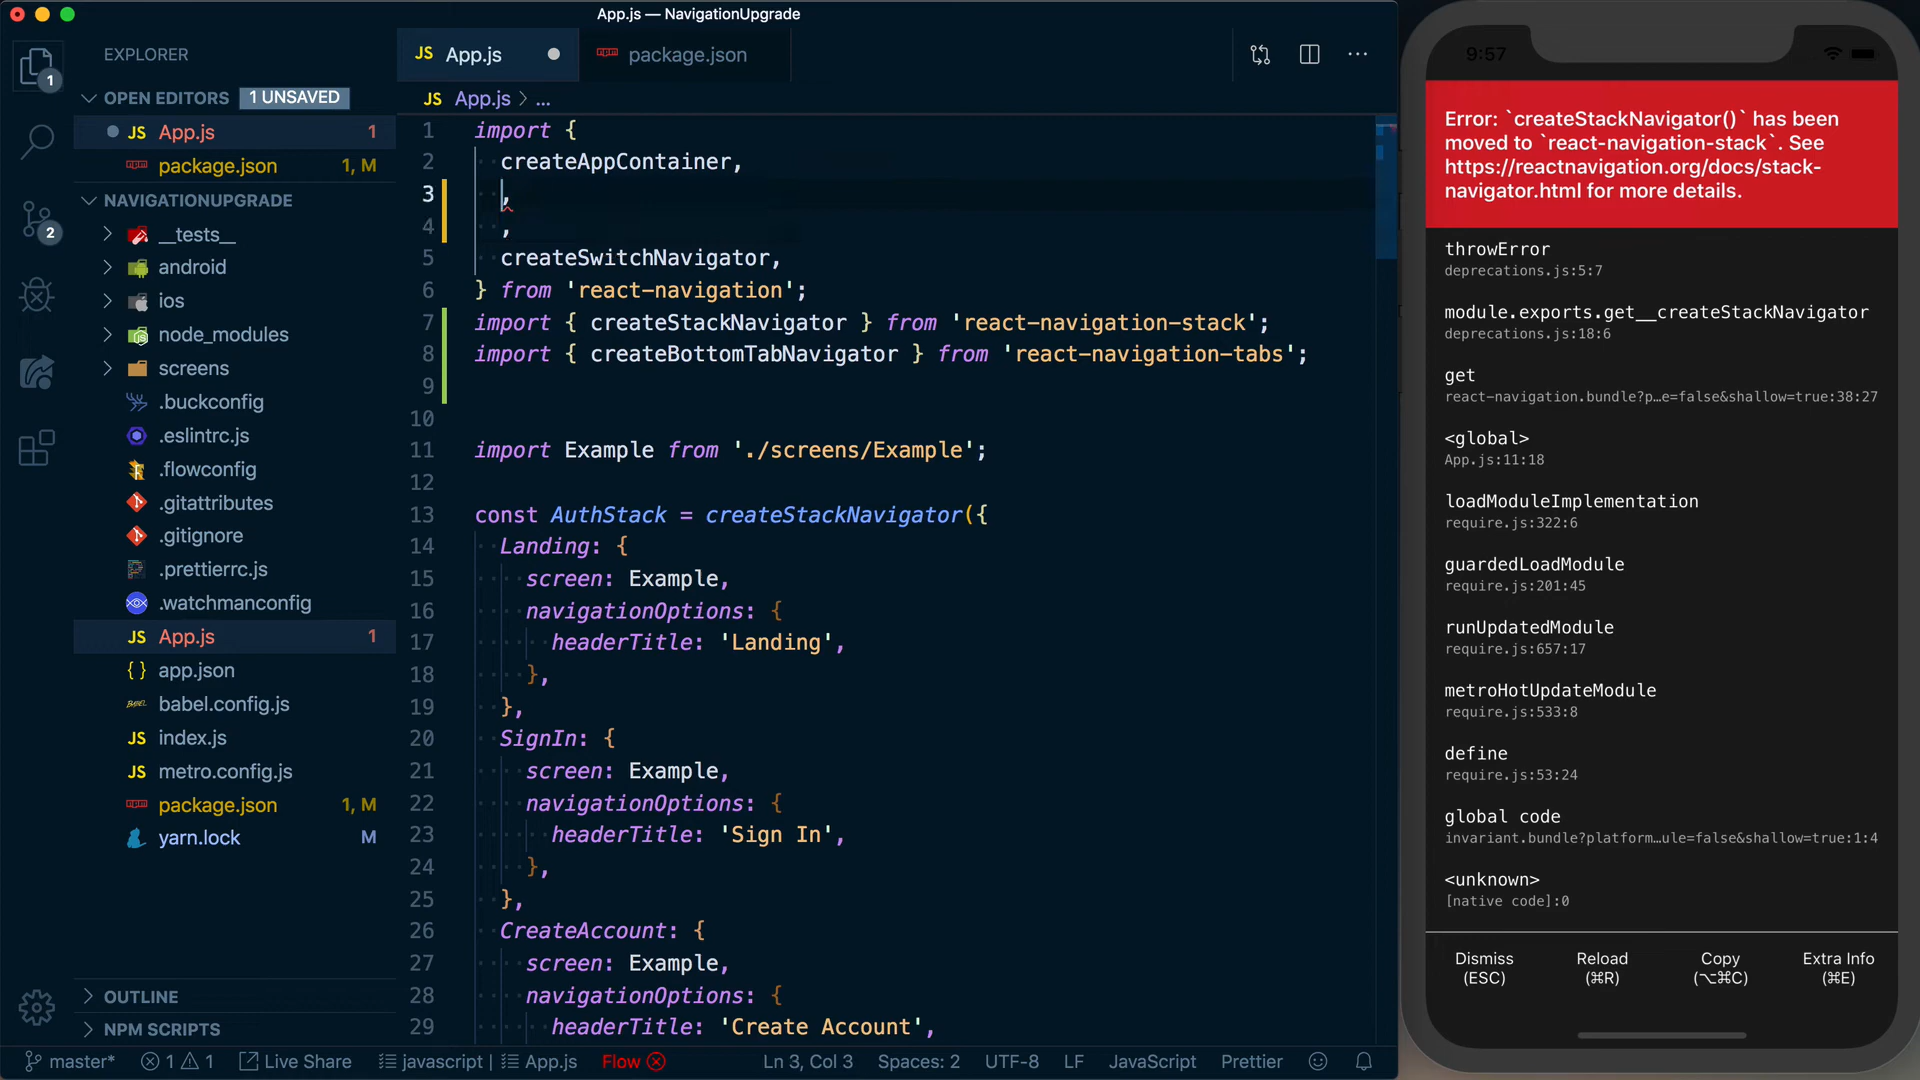 App.js — NavigationUpgrade
EXPLORER
OPEN EDITORS 1 UNSAVED
JS App.js 1
package.json 1, M
NAVIGATIONUPGRADE
__tests__
android
ios
node_modules
screens
.buckconfig
.eslintrc.js
.flowconfig
.gitattributes
.gitignore
.prettierrc.js
.watchmanconfig
JS App.js 1
{ } app.json
BABEL babel.config.js
JS index.js
JS metro.config.js
package.json 1, M
yarn.lock M
OUTLINE
NPM SCRIPTS
1
2
JS App.js
package.json
JS App.js > ...
1 import {
2 createAppContainer,
3 ,
4 ,
5 createSwitchNavigator,
6 } from 'react-navigation';
7 import { createStackNavigator } from 'react-navigation-stack';
8 import { createBottomTabNavigator } from 'react-navigation-tabs';
9
10
11 import Example from './screens/Example';
12
13 const AuthStack = createStackNavigator({
14 Landing: {
15 screen: Example,
16 navigationOptions: {
17 headerTitle: 'Landing',
18 },
19 },
20 SignIn: {
21 screen: Example,
22 navigationOptions: {
23 headerTitle: 'Sign In',
24 },
25 },
26 CreateAccount: {
27 screen: Example,
28 navigationOptions: {
29 headerTitle: 'Create Account',
master* 1 1 Live Share javascript | App.js Flow Ln 3, Col 3 Spaces: 2 UTF-8 LF JavaScript Prettier
9:57
Error: `createStackNavigator()` has been
moved to `react-navigation-stack`. See
https://reactnavigation.org/docs/stack-
navigator.html for more details.
throwError
deprecations.js:5:7
module.exports.get__createStackNavigator
deprecations.js:18:6
get
react-navigation.bundle?p…e=false&shallow=true:38:27
<global>
App.js:11:18
loadModuleImplementation
require.js:322:6
guardedLoadModule
require.js:201:45
runUpdatedModule
require.js:657:17
metroHotUpdateModule
require.js:533:8
define
require.js:53:24
global code
invariant.bundle?platform…ule=false&shallow=true:1:4
<unknown>
[native code]:0
Dismiss Reload Copy Extra Info
(ESC) (⌘R) (⌥⌘C) (⌘E)